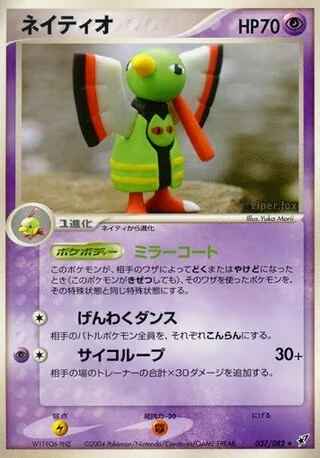 ネイティオ HP70
Viper.fox
Illus.Yuka Morii
1進化 ネイティから進化
ポケボディー ミラーコート
このポケモンが、相手のワザによってどくまたはやけどになった
とき(このポケモンがきぜつしても)、そのワザを使ったポケモンを、
その特殊状態と同じ特殊状態にする。
げんわくダンス
相手のバトルポケモン全員を、それぞれこんらんにする。
サイコループ 30+
相手の場のトレーナーの合計×30ダメージを追加する。
弱点 抵抗力 -30 にげる
©2004 Pokémon/Nintendo/Creatures/GAME FREAK 037/082 ★